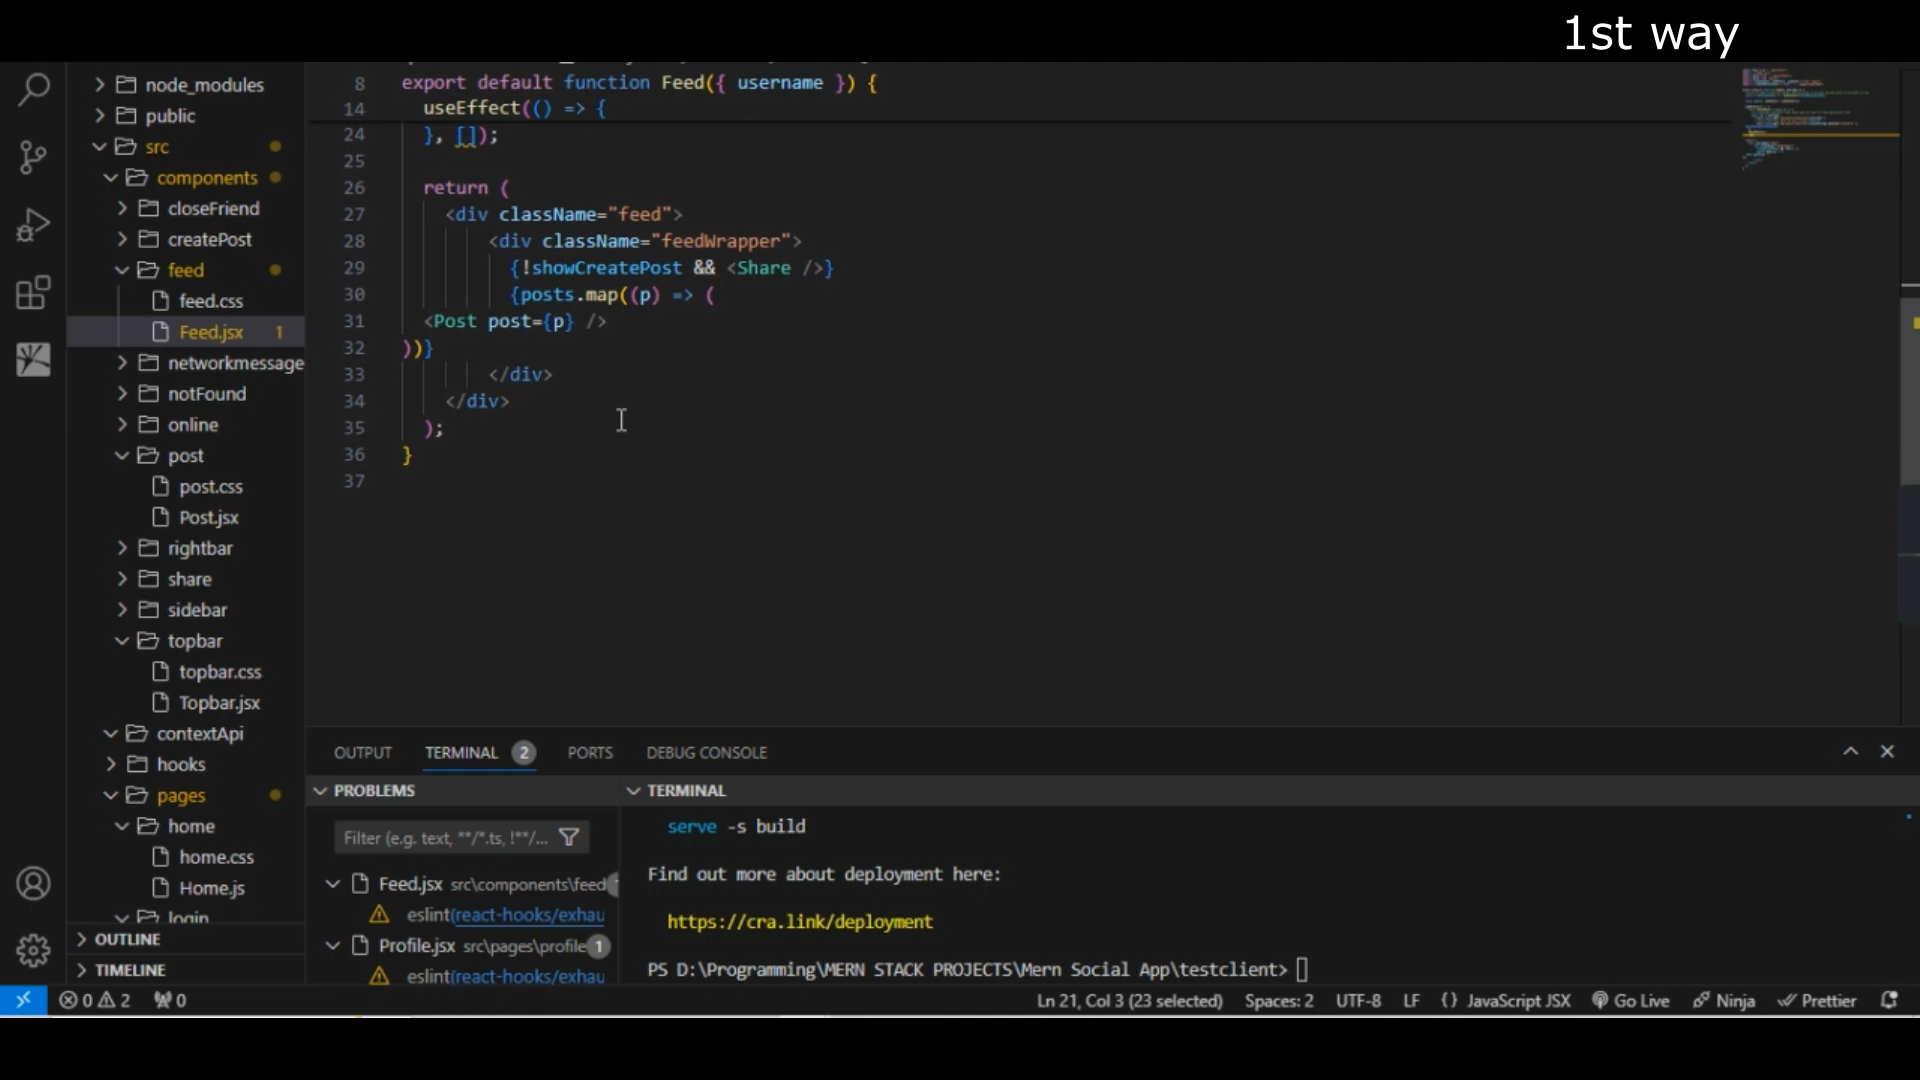 1st way
node_modules
public
src
components
closeFriend
createPost
feed
feed.css
Feed.jsx 1
networkmessage
notFound
online
post
post.css
Post.jsx
rightbar
share
sidebar
topbar
topbar.css
Topbar.jsx
contextApi
hooks
pages
home
home.css
Home.js
login
OUTLINE
TIMELINE
8 export default function Feed({ username }) {
14 useEffect(() => {
24 }, []);
25
26 return (
27 <div className="feed">
28 <div className="feedWrapper">
29 {!showCreatePost && <Share />}
30 {posts.map((p) => (
31 <Post post={p} />
32 ))}
33 </div>
34 </div>
35 );
36 }
37
OUTPUT TERMINAL 2 PORTS DEBUG CONSOLE
PROBLEMS
Filter (e.g. text, **/*.ts, !**/...
Feed.jsx src\components\feed
eslint(react-hooks/exhau
Profile.jsx src\pages\profile 1
eslint(react-hooks/exhau
TERMINAL
serve -s build
Find out more about deployment here:
https://cra.link/deployment
PS D:\Programming\MERN STACK PROJECTS\Mern Social App\testclient>
0 2 0 Ln 21, Col 3 (23 selected) Spaces: 2 UTF-8 LF {} JavaScript JSX Go Live Ninja Prettier